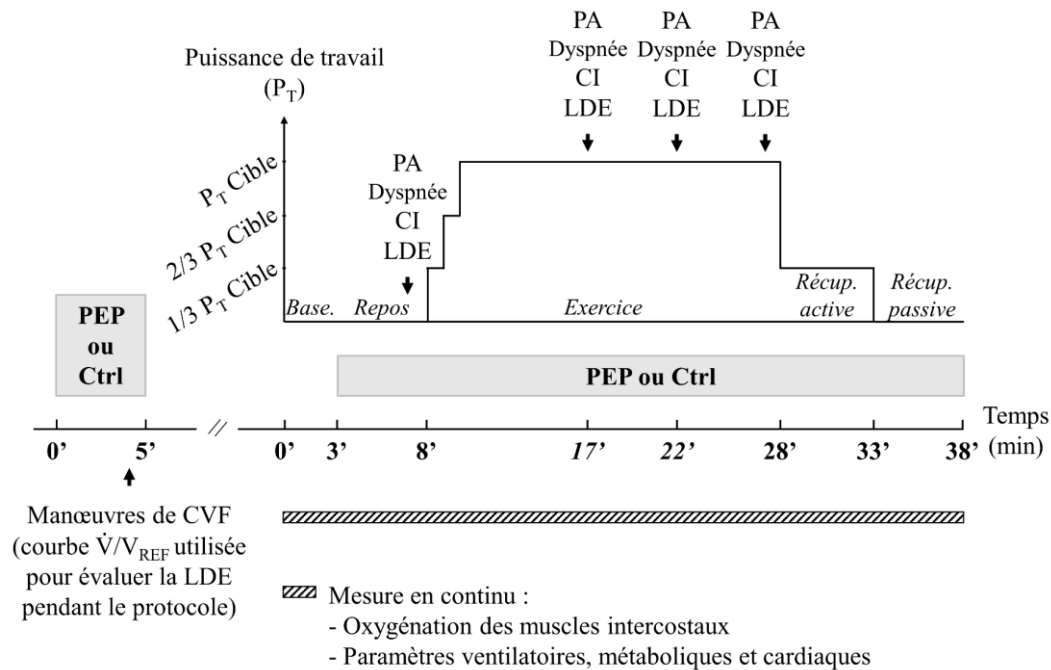 Puissance de travail
(P_T)
PA
Dyspnée
CI
LDE
PA
Dyspnée
CI
LDE
PA
Dyspnée
CI
LDE
PA
Dyspnée
CI
LDE
P_T Cible
2/3 P_T Cible
1/3 P_T Cible
Base.
Repos
Exercice
Récup.
active
Récup.
passive
PEP
ou
Ctrl
PEP ou Ctrl
0’
5’
//
0’
3’
8’
17’
22’
28’
33’
38’
Temps
(min)
Manœuvres de CVF
(courbe V̇/V_REF utilisée
pour évaluer la LDE
pendant le protocole)
Mesure en continu :
- Oxygénation des muscles intercostaux
- Paramètres ventilatoires, métaboliques et cardiaques